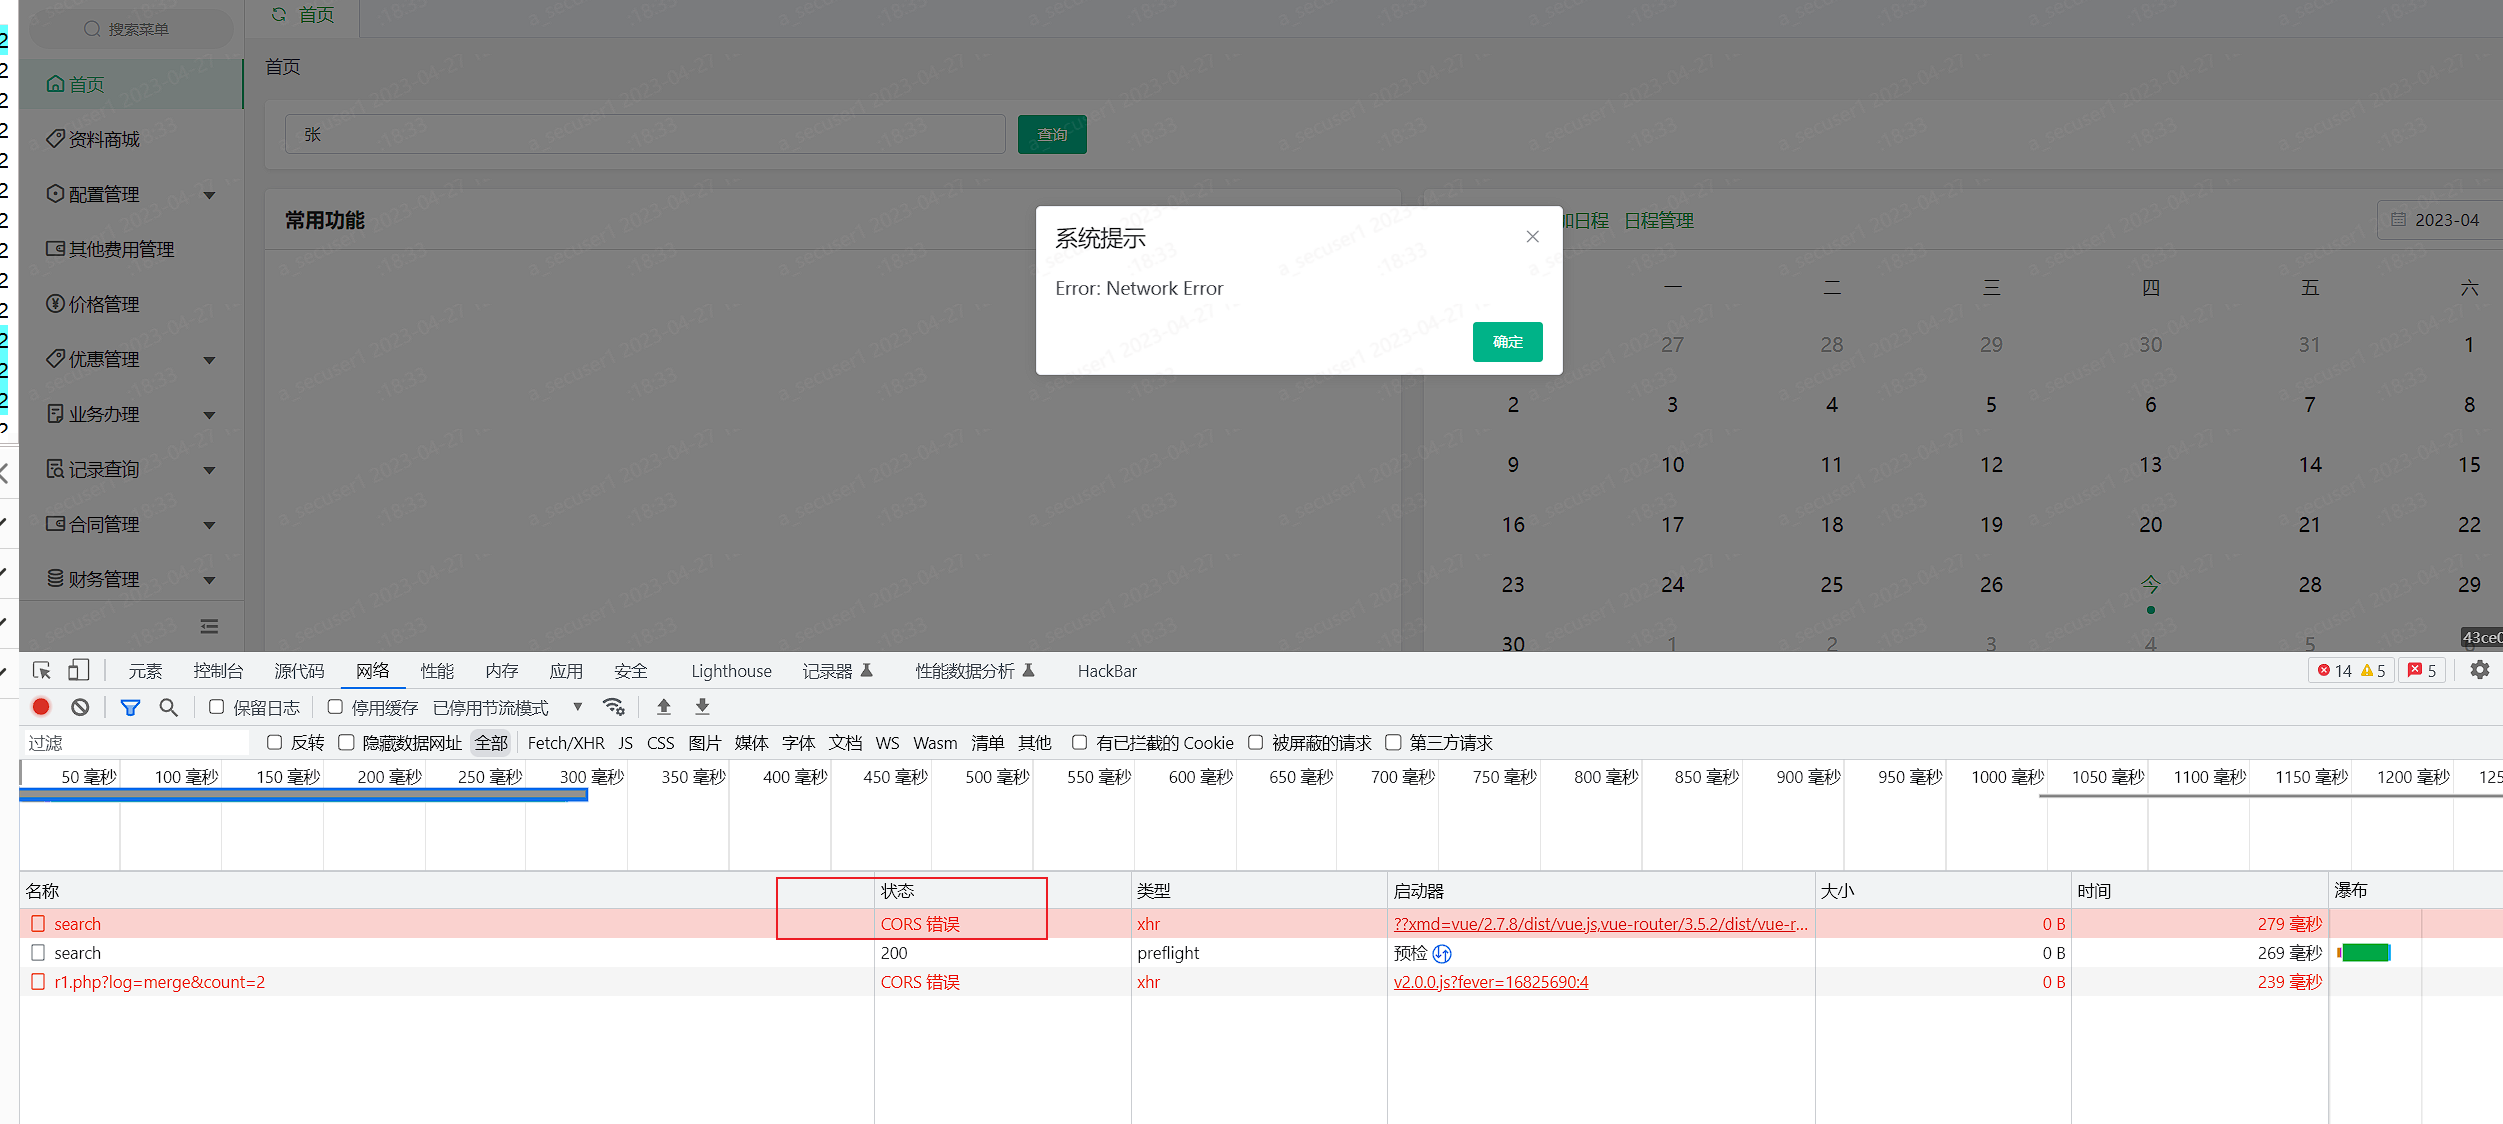 搜索菜单
首页
首页
首页
资料商城
配置管理
其他费用管理
价格管理
优惠管理
业务办理
记录查询
合同管理
财务管理
张
查询
常用功能
加日程 日程管理
2023-04
系统提示
Error: Network Error
确定
一 二 三 四 五 六
27 28 29 30 31 1
2 3 4 5 6 7 8
9 10 11 12 13 14 15
16 17 18 19 20 21 22
23 24 25 26 今 28 29
30 1 2 3 4 5 6
43ce0
a_secuser1 2023-04-27
:18:33
元素 控制台 源代码 网络 性能 内存 应用 安全 Lighthouse 记录器 性能数据分析 HackBar 14 5 5
保留日志 停用缓存 已停用节流模式
过滤 反转 隐藏数据网址 全部 Fetch/XHR JS CSS 图片 媒体 字体 文档 WS Wasm 清单 其他 有已拦截的 Cookie 被屏蔽的请求 第三方请求
50 毫秒 100 毫秒 150 毫秒 200 毫秒 250 毫秒 300 毫秒 350 毫秒 400 毫秒 450 毫秒 500 毫秒 550 毫秒 600 毫秒 650 毫秒 700 毫秒 750 毫秒 800 毫秒 850 毫秒 900 毫秒 950 毫秒 1000 毫秒 1050 毫秒 1100 毫秒 1150 毫秒 1200 毫秒 125
名称 状态 类型 启动器 大小 时间 瀑布
search CORS 错误 xhr ??xmd=vue/2.7.8/dist/vue.js,vue-router/3.5.2/dist/vue-r... 0 B 279 毫秒
search 200 preflight 预检 0 B 269 毫秒
r1.php?log=merge&count=2 CORS 错误 xhr v2.0.0.js?fever=16825690:4 0 B 239 毫秒